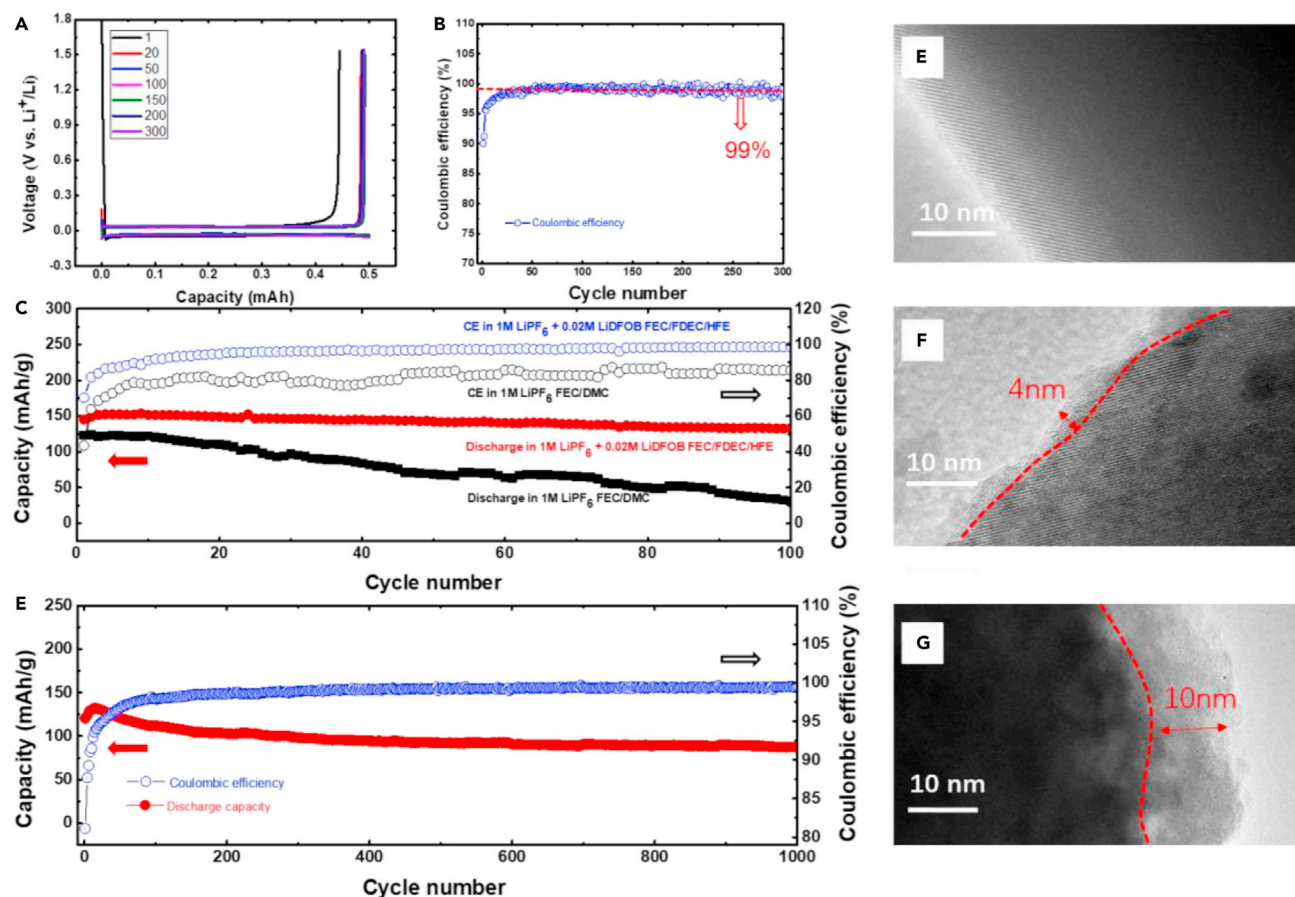 A
Voltage (V vs. Li⁺/Li)
1.8
1.5
1.2
0.9
0.6
0.3
0.0
-0.3
1
20
50
100
150
200
300
0.0 0.1 0.2 0.3 0.4 0.5
Capacity (mAh)
B
Coulombic efficiency (%)
110
105
100
95
90
85
80
75
70
99%
Coulombic efficiency
0 50 100 150 200 250 300
Cycle number
E
10 nm
C
Capacity (mAh/g)
300
250
200
150
100
50
0
CE in 1M LiPF₆ + 0.02M LiDFOB FEC/FDEC/HFE
CE in 1M LiPF₆ FEC/DMC
Discharge in 1M LiPF₆ + 0.02M LiDFOB FEC/FDEC/HFE
Discharge in 1M LiPF₆ FEC/DMC
120
100
80
60
40
20
0
Coulombic efficiency (%)
0 20 40 60 80 100
Cycle number
F
4nm
10 nm
E
Capacity (mAh/g)
250
200
150
100
50
0
Coulombic efficiency
Discharge capacity
110
105
100
95
90
85
80
Coulombic efficiency (%)
0 200 400 600 800 1000
Cycle number
G
10nm
10 nm